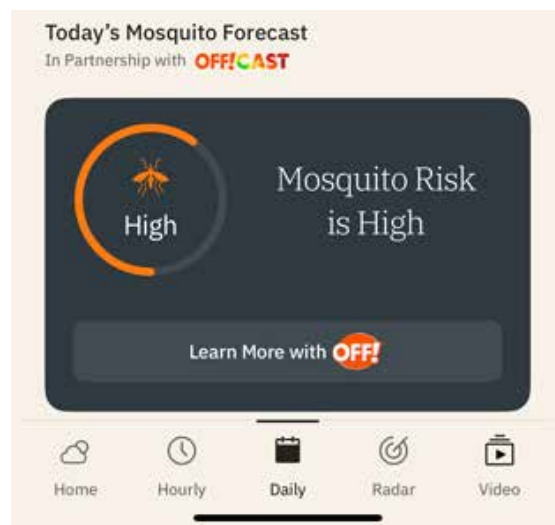 Today's Mosquito Forecast
In Partnership with OFF!CAST
High
Mosquito Risk
is High
Learn More with OFF!
Home Hourly Daily Radar Video